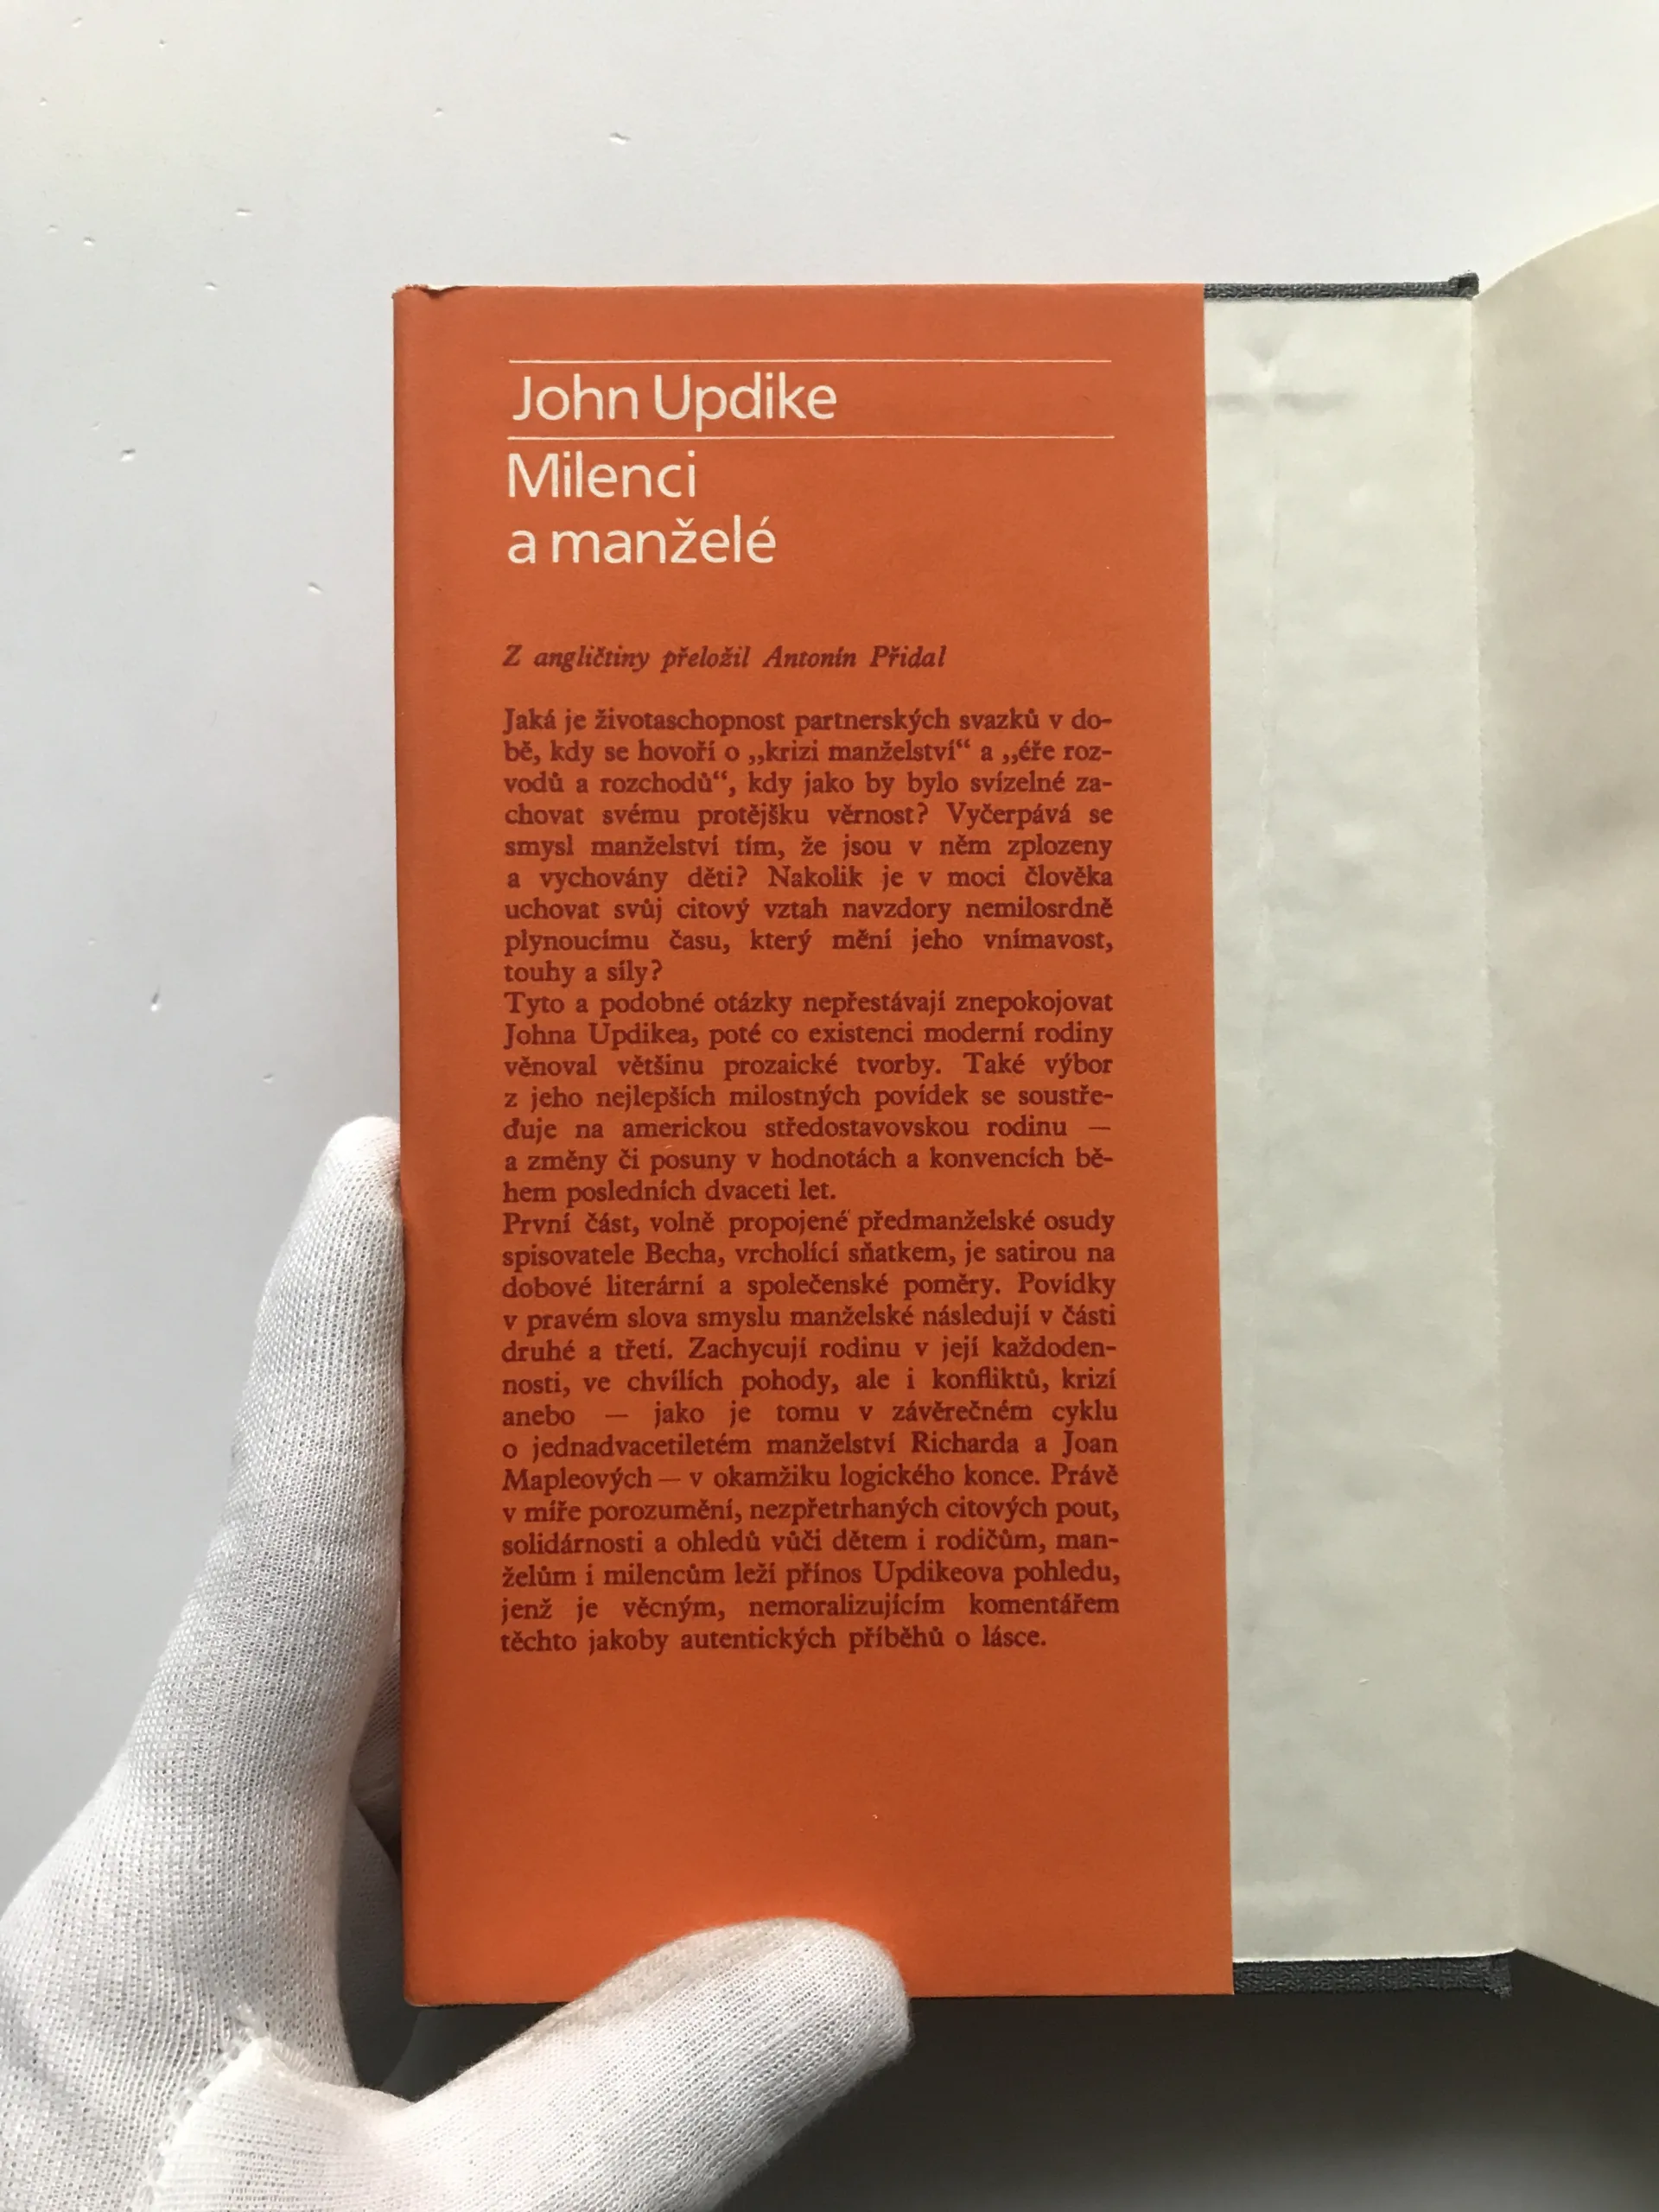 John Updike
Milenci
a manželé
Z angličtiny přeložil Antonín Přidal
Jaká je životaschopnost partnerských svazků v do-
bě, kdy se hovoří o „krizi manželství“ a „éře roz-
vodů a rozchodů“, kdy jako by bylo svízelné za-
chovat svému protějšku věrnost? Vyčerpává se
smysl manželství tím, že jsou v něm zplozeny
a vychovány děti? Nakolik je v moci člověka
uchovat svůj citový vztah navzdory nemilosrdně
plynoucímu času, který mění jeho vnímavost,
touhy a síly?
Tyto a podobné otázky nepřestávají znepokojovat
Johna Updikea, poté co existenci moderní rodiny
věnoval většinu prozaické tvorby. Také výbor
z jeho nejlepších milostných povídek se soustře-
ďuje na americkou středostavovskou rodinu —
a změny či posuny v hodnotách a konvencích bě-
hem posledních dvaceti let.
První část, volně propojené předmanželské osudy
spisovatele Becha, vrcholící sňatkem, je satirou na
dobové literární a společenské poměry. Povídky
v pravém slova smyslu manželské následují v části
druhé a třetí. Zachycují rodinu v její každoden-
nosti, ve chvílích pohody, ale i konfliktů, krizí
anebo — jako je tomu v závěrečném cyklu
o jednadvacetiletém manželství Richarda a Joan
Mapleových — v okamžiku logického konce. Právě
v míře porozumění, nezpřetrhaných citových pout,
solidárnosti a ohledů vůči dětem i rodičům, man-
želům i milencům leží přínos Updikeova pohledu,
jenž je věcným, nemoralizujícím komentářem
těchto jakoby autentických příběhů o lásce.